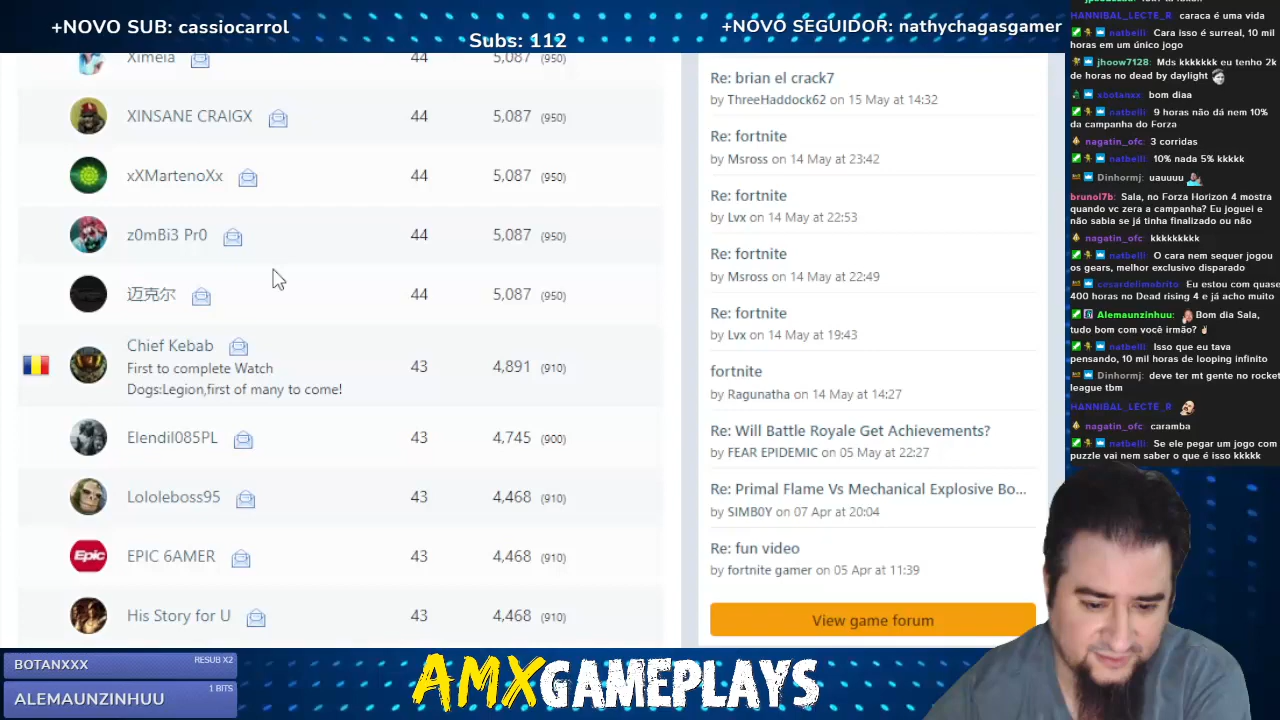 +NOVO SUB: cassiocarrol
Subs: 112
+NOVO SEGUIDOR: nathychagasgamer
Ximeia 44 5,087 (950)
XINSANE CRAIGX 44 5,087 (950)
xXMartenoXx 44 5,087 (950)
z0mBi3 Pr0 44 5,087 (950)
迈克尔 44 5,087 (950)
Chief Kebab 43 4,891 (910)
First to complete Watch
Dogs:Legion,first of many to come!
Elendil085PL 43 4,745 (900)
Lololeboss95 43 4,468 (910)
EPIC 6AMER 43 4,468 (910)
Epic
His Story for U 43 4,468 (910)
Re: brian el crack7
by ThreeHaddock62 on 15 May at 14:32
Re: fortnite
by Msross on 14 May at 23:42
Re: fortnite
by Lvx on 14 May at 22:53
Re: fortnite
by Msross on 14 May at 22:49
Re: fortnite
by Lvx on 14 May at 19:43
fortnite
by Ragunatha on 14 May at 14:27
Re: Will Battle Royale Get Achievements?
by FEAR EPIDEMIC on 05 May at 22:27
Re: Primal Flame Vs Mechanical Explosive Bo...
by SIMB0Y on 07 Apr at 20:04
Re: fun video
by fortnite gamer on 05 Apr at 11:39
View game forum
HANNIBAL_LECTE_R caraca é uma vida
natbelli: Cara isso é surreal, 10 mil
horas em um único jogo
jhoow7128: Mds kkkkkkk eu tenho 2k
de horas no dead by daylight
sbotanxx: bom diaa
natbelli: 9 horas não dá nem 10%
da campanha do Forza
nagatin_ofc: 3 corridas
natbelli: 10% nada 5% kkkkk
Dinhormj: uauuuu
brunol7b: Sala, no Forza Horizon 4 mostra
quando vc zera a campanha? Eu joguei e
não sabia se já tinha finalizado ou não
nagatin_ofc: kkkkkkkkk
natbelli: O cara nem sequer jogou
os gears, melhor exclusivo disparado
cesardelimabrito: Eu estou com quase
400 horas no Dead rising 4 e já acho muito
Alemaunzinhuu: Bom dia Sala,
tudo bom com você irmão?
natbelli: Isso que eu tava
pensando, 10 mil horas de looping infinito
Dinhormj: deve ter mt gente no rocket
league tbm
HANNIBAL_LECTE_R
nagatin_ofc: caramba
natbelli: Se ele pegar um jogo com
puzzle vai nem saber o que é isso kkkkk
BOTANXXX RESUB X2
ALEMAUNZINHUU 1 BITS
AMXGAMEPLAYS